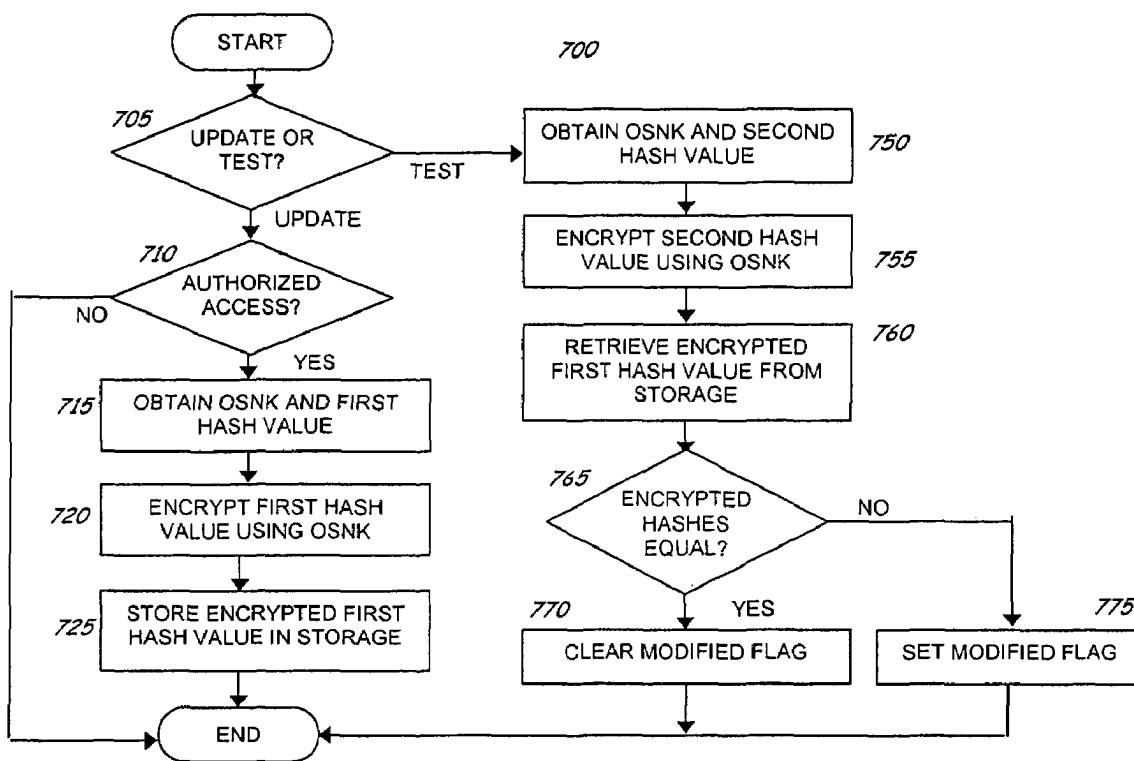 START
700
705
UPDATE OR
TEST?
TEST
UPDATE
710
AUTHORIZED
ACCESS?
NO
YES
715
OBTAIN OSNK AND FIRST
HASH VALUE
720
ENCRYPT FIRST HASH
VALUE USING OSNK
725
STORE ENCRYPTED FIRST
HASH VALUE IN STORAGE
END
OBTAIN OSNK AND SECOND
HASH VALUE
750
ENCRYPT SECOND HASH
VALUE USING OSNK
755
RETRIEVE ENCRYPTED
FIRST HASH VALUE FROM
STORAGE
760
765
ENCRYPTED
HASHES
EQUAL?
NO
YES
770
CLEAR MODIFIED FLAG
775
SET MODIFIED FLAG